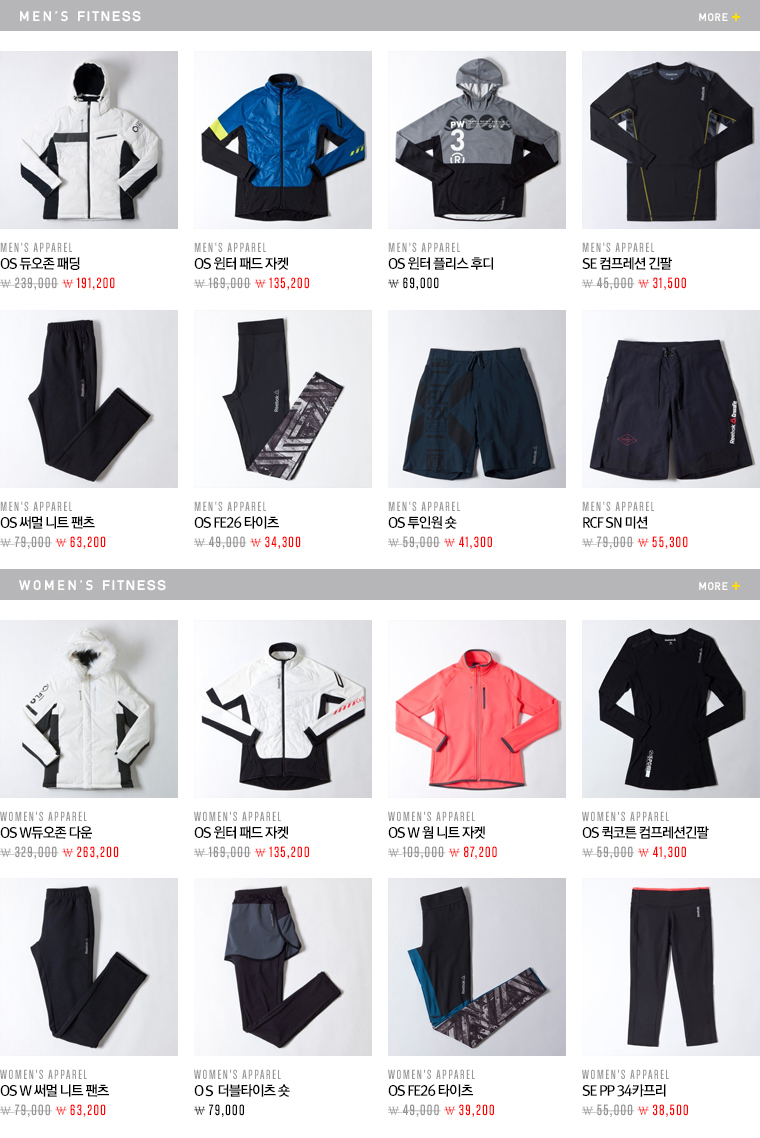 MEN'S FITNESS
MORE +
MEN'S APPAREL
OS 듀오존 패딩
₩ 239,000 ₩ 191,200
MEN'S APPAREL
OS 윈터 패드 자켓
₩ 169,000 ₩ 135,200
PW
3
R
MEN'S APPAREL
OS 윈터 플리스 후디
₩ 69,000
MEN'S APPAREL
SE 컴프레션 긴팔
₩ 45,000 ₩ 31,500
MEN'S APPAREL
OS 써멀 니트 팬츠
₩ 79,000 ₩ 63,200
Reebok
MEN'S APPAREL
OS FE26 타이츠
₩ 49,000 ₩ 34,300
MEN'S APPAREL
OS 투인원 숏
₩ 59,000 ₩ 41,300
Reebok CrossFit
MEN'S APPAREL
RCF SN 미션
₩ 79,000 ₩ 55,300
WOMEN'S FITNESS
MORE +
WOMEN'S APPAREL
OS W듀오존 다운
₩ 329,000 ₩ 263,200
WOMEN'S APPAREL
OS 윈터 패드 자켓
₩ 169,000 ₩ 135,200
WOMEN'S APPAREL
OS W 웜 니트 자켓
₩ 109,000 ₩ 87,200
WOMEN'S APPAREL
OS 퀵코튼 컴프레션긴팔
₩ 59,000 ₩ 41,300
WOMEN'S APPAREL
OS W 써멀 니트 팬츠
₩ 79,000 ₩ 63,200
WOMEN'S APPAREL
O S 더블타이츠 숏
₩ 79,000
WOMEN'S APPAREL
OS FE26 타이츠
₩ 49,000 ₩ 39,200
WOMEN'S APPAREL
SE PP 34카프리
₩ 55,000 ₩ 38,500